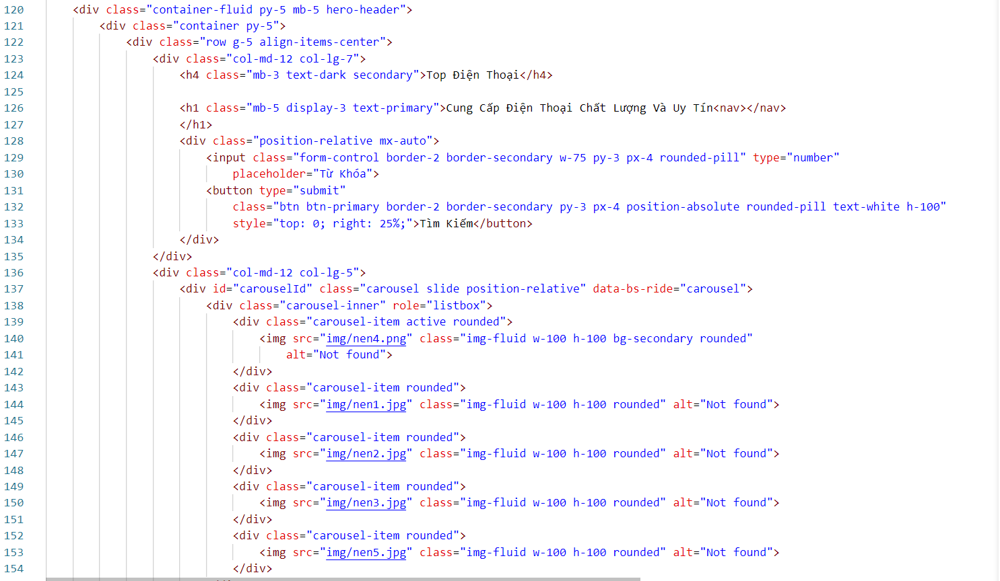 120 <div class="container-fluid py-5 mb-5 hero-header">
121 <div class="container py-5">
122 <div class="row g-5 align-items-center">
123 <div class="col-md-12 col-lg-7">
124 <h4 class="mb-3 text-dark secondary">Top Điện Thoại</h4>
125
126 <h1 class="mb-5 display-3 text-primary">Cung Cấp Điện Thoại Chất Lượng Và Uy Tín<nav></nav>
127 </h1>
128 <div class="position-relative mx-auto">
129 <input class="form-control border-2 border-secondary w-75 py-3 px-4 rounded-pill" type="number"
130 placeholder="Từ Khóa">
131 <button type="submit"
132 class="btn btn-primary border-2 border-secondary py-3 px-4 position-absolute rounded-pill text-white h-100"
133 style="top: 0; right: 25%;">Tìm Kiếm</button>
134 </div>
135 </div>
136 <div class="col-md-12 col-lg-5">
137 <div id="carouselId" class="carousel slide position-relative" data-bs-ride="carousel">
138 <div class="carousel-inner" role="listbox">
139 <div class="carousel-item active rounded">
140 <img src="img/nen4.png" class="img-fluid w-100 h-100 bg-secondary rounded"
141 alt="Not found">
142 </div>
143 <div class="carousel-item rounded">
144 <img src="img/nen1.jpg" class="img-fluid w-100 h-100 rounded" alt="Not found">
145 </div>
146 <div class="carousel-item rounded">
147 <img src="img/nen2.jpg" class="img-fluid w-100 h-100 rounded" alt="Not found">
148 </div>
149 <div class="carousel-item rounded">
150 <img src="img/nen3.jpg" class="img-fluid w-100 h-100 rounded" alt="Not found">
151 </div>
152 <div class="carousel-item rounded">
153 <img src="img/nen5.jpg" class="img-fluid w-100 h-100 rounded" alt="Not found">
154 </div>